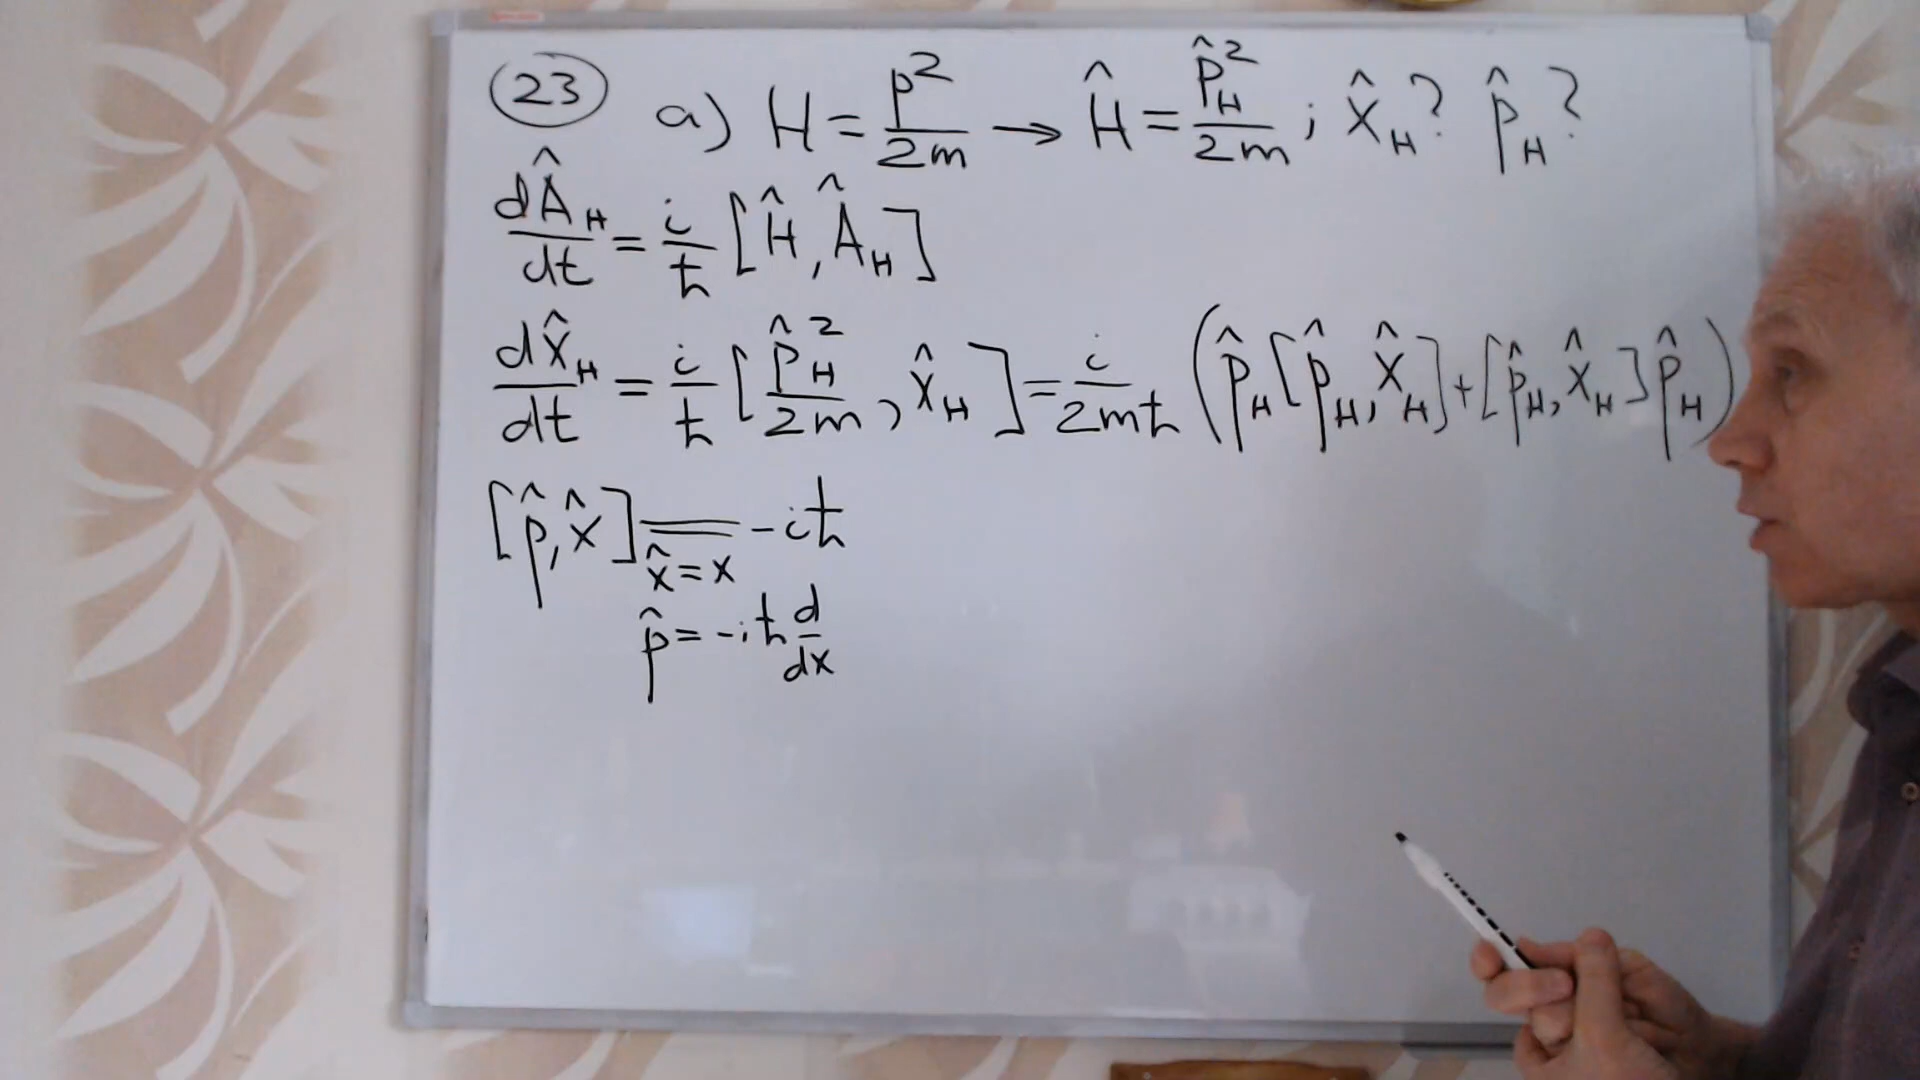 23 a) H = p²/2m → Ĥ = p̂_H²/2m ; x̂_H ? p̂_H ?
dÂ_H/dt = i/ħ [Ĥ, Â_H]
dx̂_H/dt = i/ħ [p̂_H²/2m, x̂_H] = i/2mħ (p̂_H [p̂_H, x̂_H] + [p̂_H, x̂_H] p̂_H)
[p̂, x̂] = -iħ
x̂ = x
p̂ = -iħ d/dx